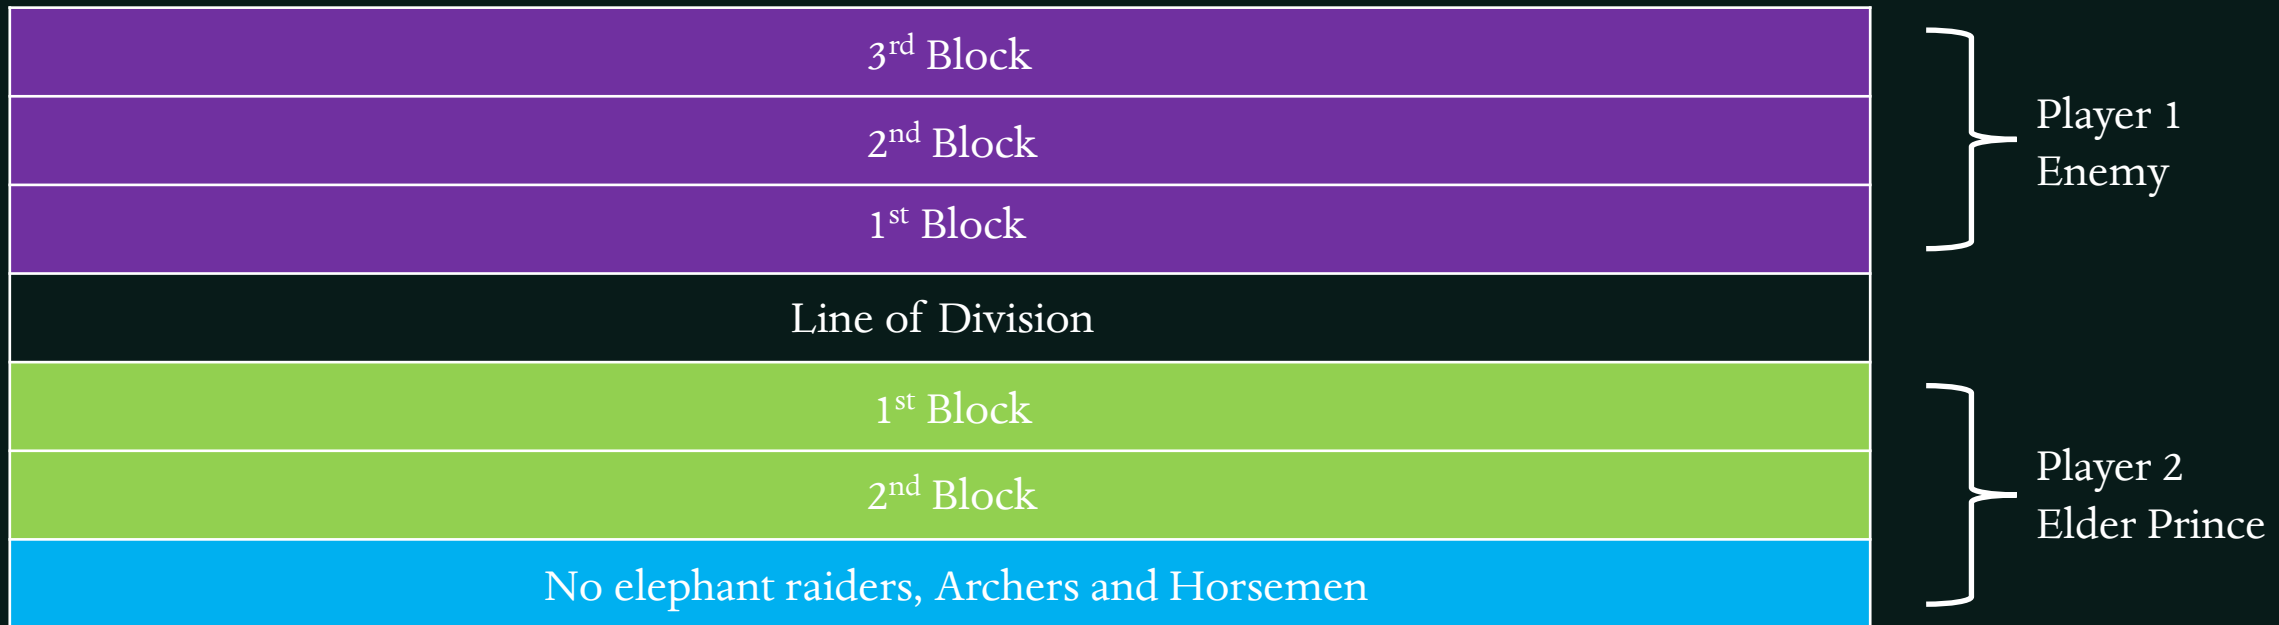 3rd Block
2nd Block
1st Block
Line of Division
1st Block
2nd Block
No elephant raiders, Archers and Horsemen
Player 1
Enemy
Player 2
Elder Prince